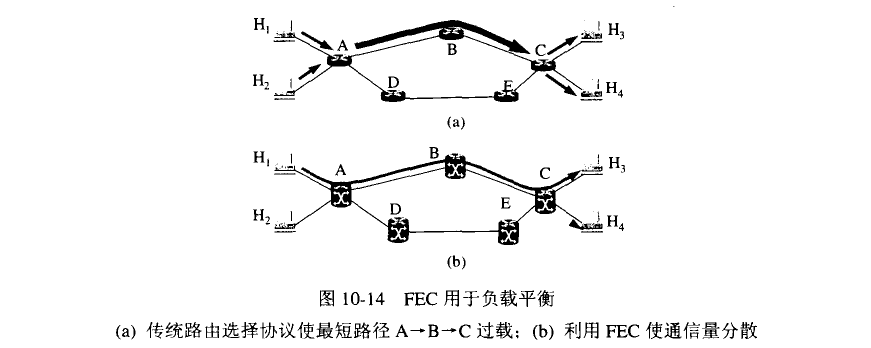 H₁
H₃
A
B
C
H₂
D
E
H₄
(a)
H₁
H₃
A
B
C
H₂
D
E
H₄
(b)
图 10-14 FEC 用于负载平衡
(a) 传统路由选择协议使最短路径 A→B→C 过载；(b) 利用 FEC 使通信量分散